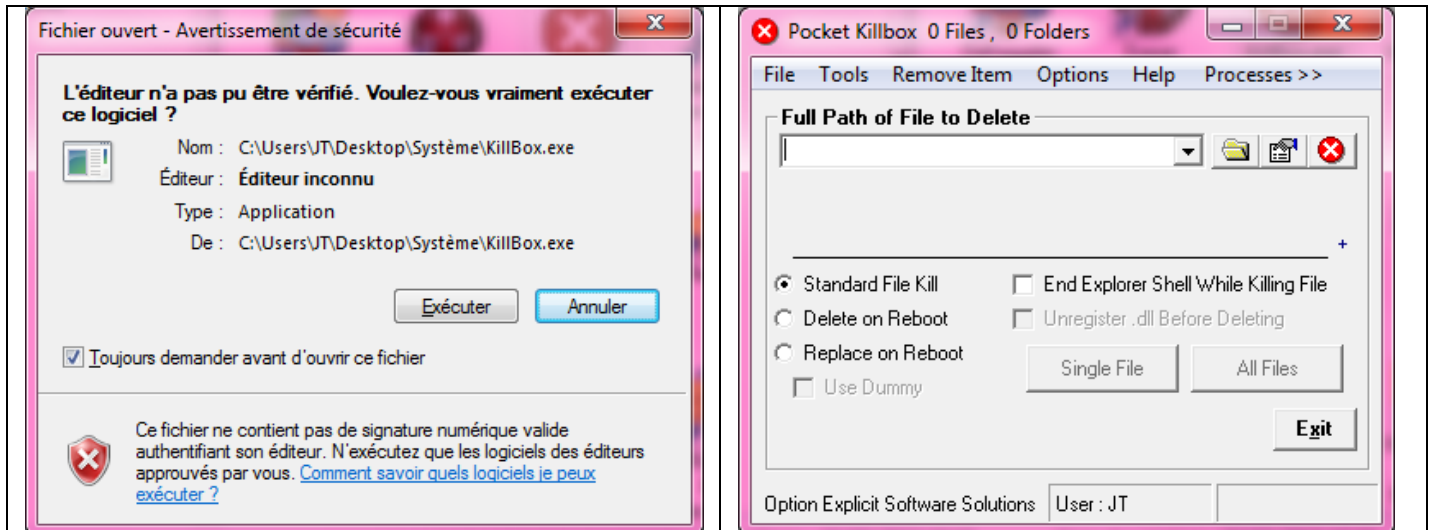 Fichier ouvert - Avertissement de sécurité
L'éditeur n'a pas pu être vérifié. Voulez-vous vraiment exécuter
ce logiciel ?
Nom : C:\Users\JT\Desktop\Système\KillBox.exe
Éditeur : Éditeur inconnu
Type : Application
De : C:\Users\JT\Desktop\Système\KillBox.exe
Exécuter Annuler
Toujours demander avant d'ouvrir ce fichier
Ce fichier ne contient pas de signature numérique valide
authentifiant son éditeur. N'exécutez que les logiciels des éditeurs
approuvés par vous. Comment savoir quels logiciels je peux
exécuter ?
Pocket Killbox 0 Files , 0 Folders
File Tools Remove Item Options Help Processes >>
Full Path of File to Delete
+
Standard File Kill End Explorer Shell While Killing File
Delete on Reboot Unregister .dll Before Deleting
Replace on Reboot
Use Dummy
Single File All Files
Exit
Option Explicit Software Solutions User : JT